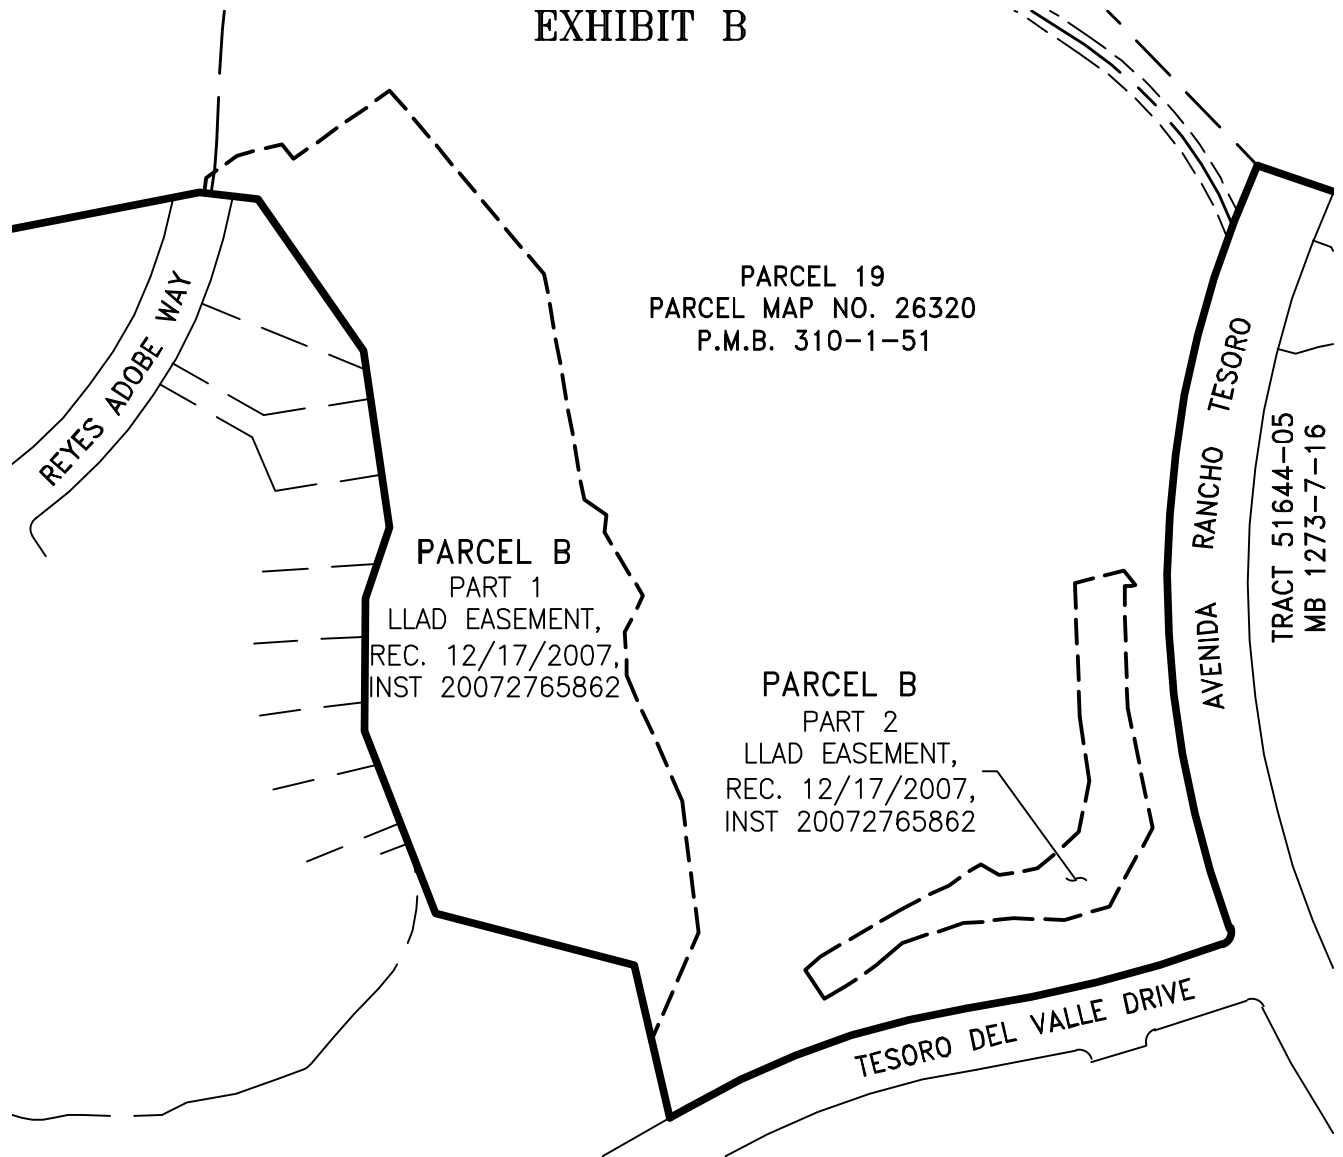 EXHIBIT B
PARCEL 19
PARCEL MAP NO. 26320
P.M.B. 310-1-51
REYES ADOBE WAY
AVENIDA RANCHO TESORO
TRACT 51644-05
MB 1273-7-16
PARCEL B
PART 1
LLAD EASEMENT,
REC. 12/17/2007,
INST 20072765862
PARCEL B
PART 2
LLAD EASEMENT,
REC. 12/17/2007,
INST 20072765862
TESORO DEL VALLE DRIVE